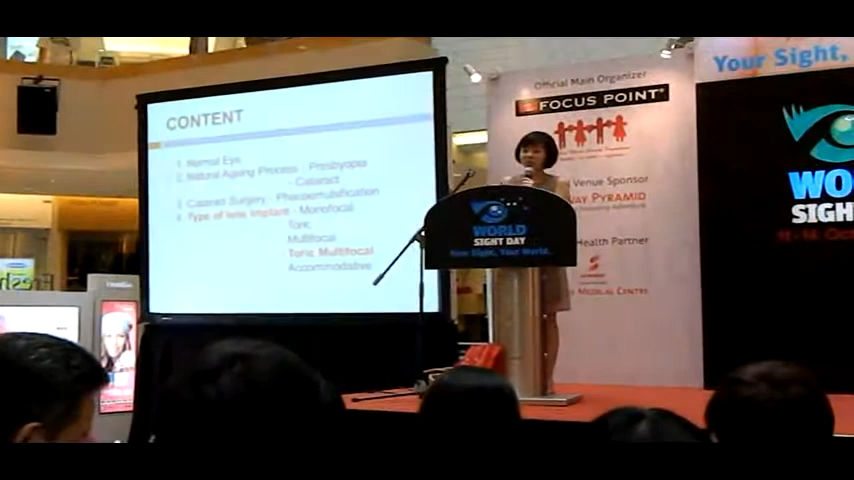 CONTENT
1. Normal Eye
2. Natural Ageing Process - Presbyopia
- Cataract
3. Cataract Surgery - Phacoemulsification
4. Type of lens implant - Monofocal
Toric
Multifocal
Toric Multifocal
Accommodative
Official Main Organizer
FOCUS POINT
Venue Sponsor
PYRAMID
Health Partner
MEDICAL CENTRE
WORLD
SIGHT DAY
Your Sight, Your World.
Your Sight,
WO
SIGHT
Fresh